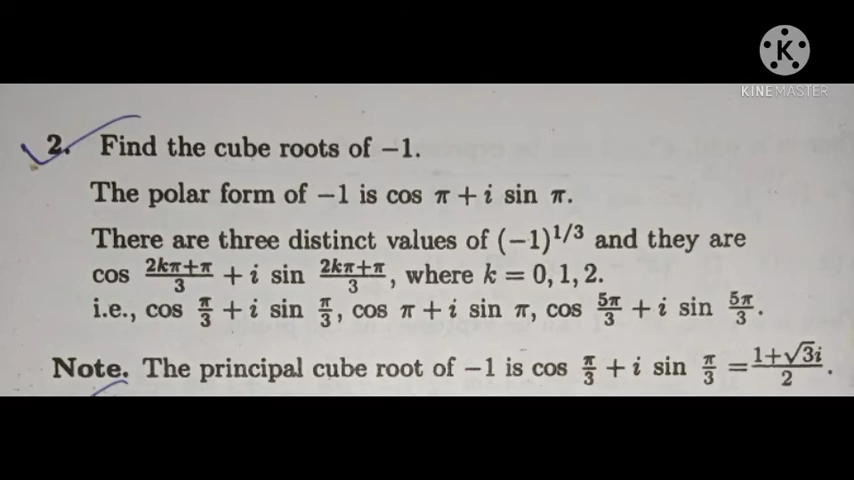 K
KINEMASTER
2. Find the cube roots of −1.
The polar form of −1 is cos π + i sin π.
There are three distinct values of (−1)^1/3 and they are
cos 2kπ+π/3 + i sin 2kπ+π/3, where k = 0, 1, 2.
i.e., cos π/3 + i sin π/3, cos π + i sin π, cos 5π/3 + i sin 5π/3.
Note. The principal cube root of −1 is cos π/3 + i sin π/3 = 1+√3i/2.